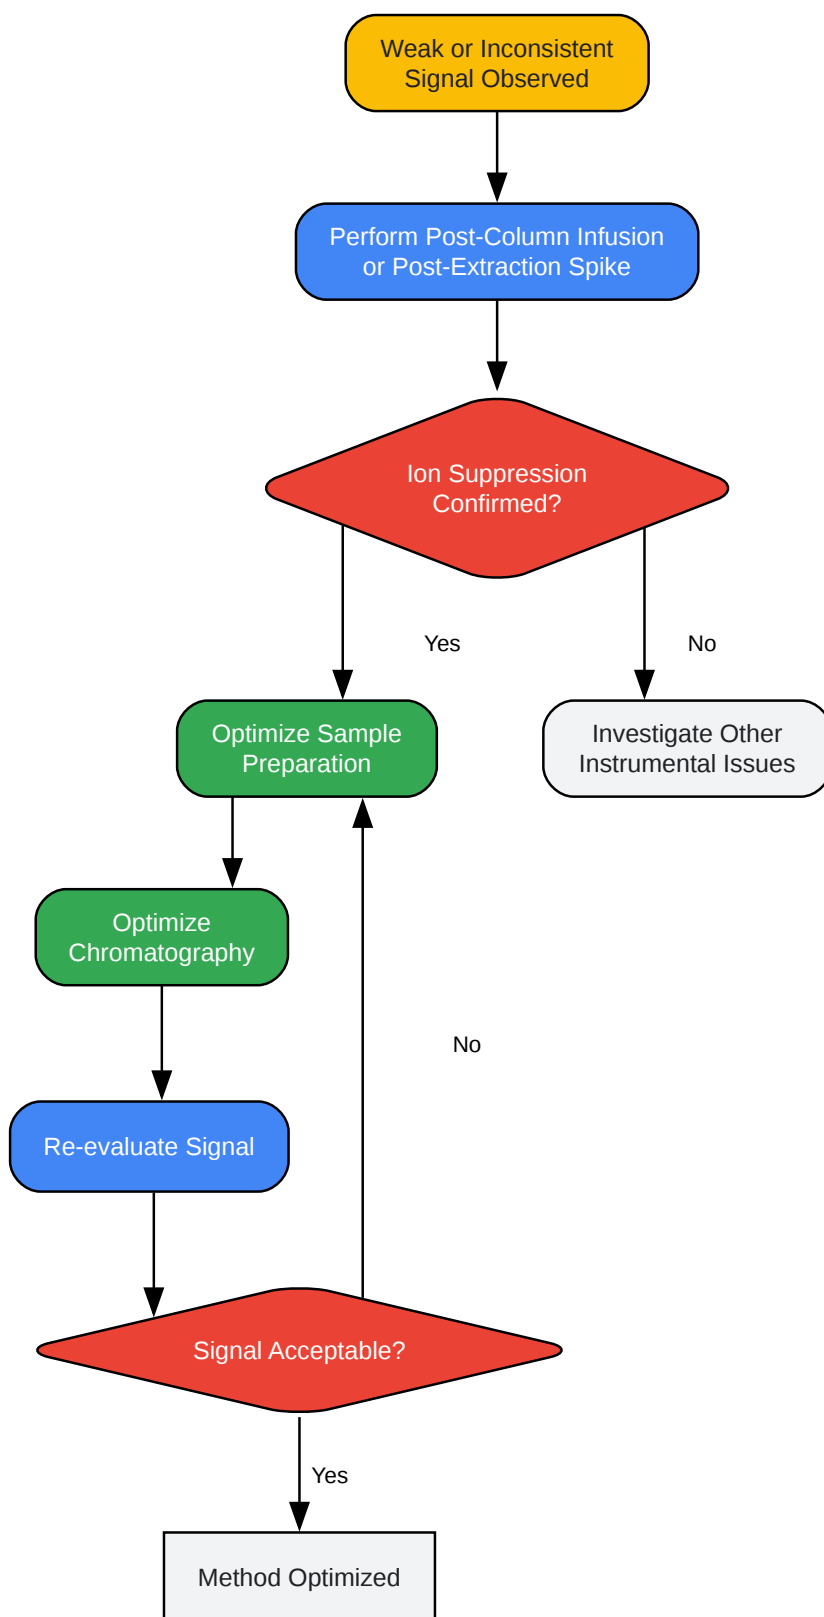 Weak or Inconsistent
Signal Observed
Perform Post-Column Infusion
or Post-Extraction Spike
Ion Suppression
Confirmed?
Yes
No
Optimize Sample
Preparation
Investigate Other
Instrumental Issues
Optimize
Chromatography
No
Re-evaluate Signal
Signal Acceptable?
Yes
Method Optimized